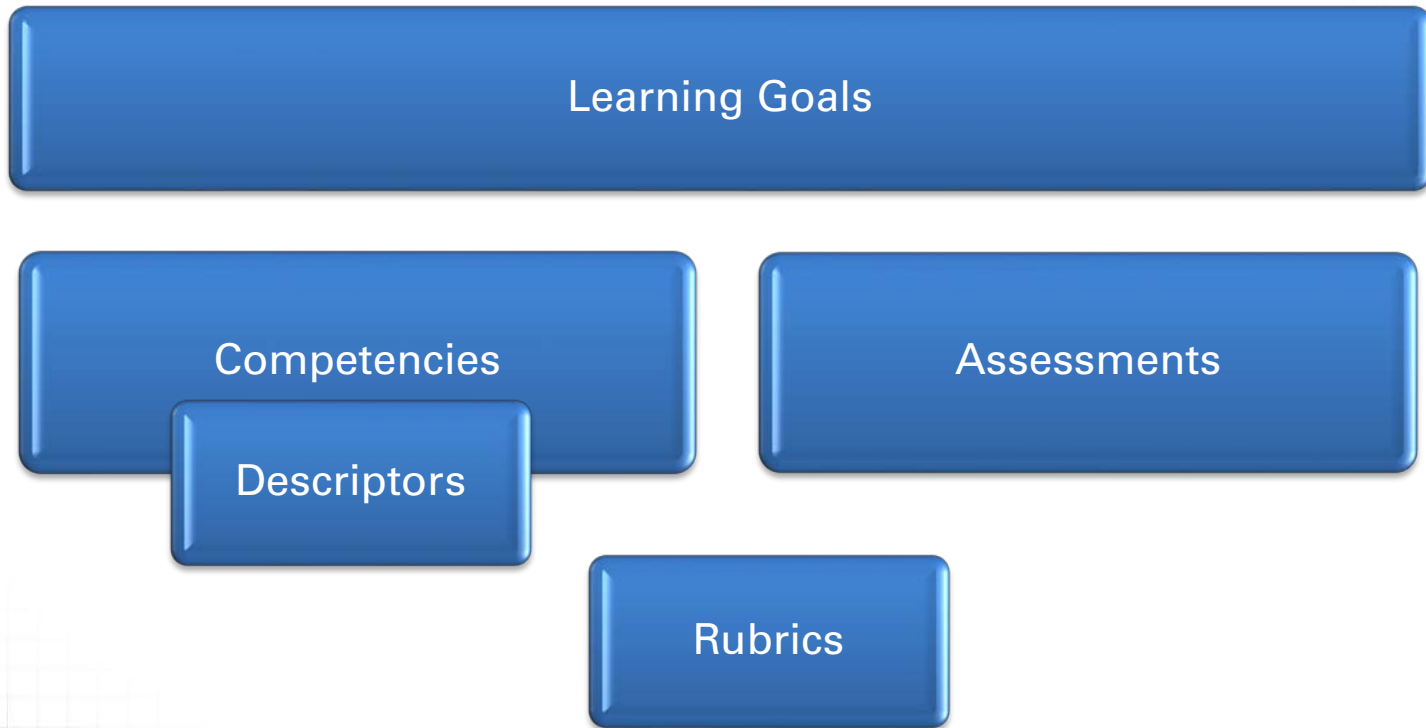 Learning Goals
Competencies
Assessments
Descriptors
Rubrics